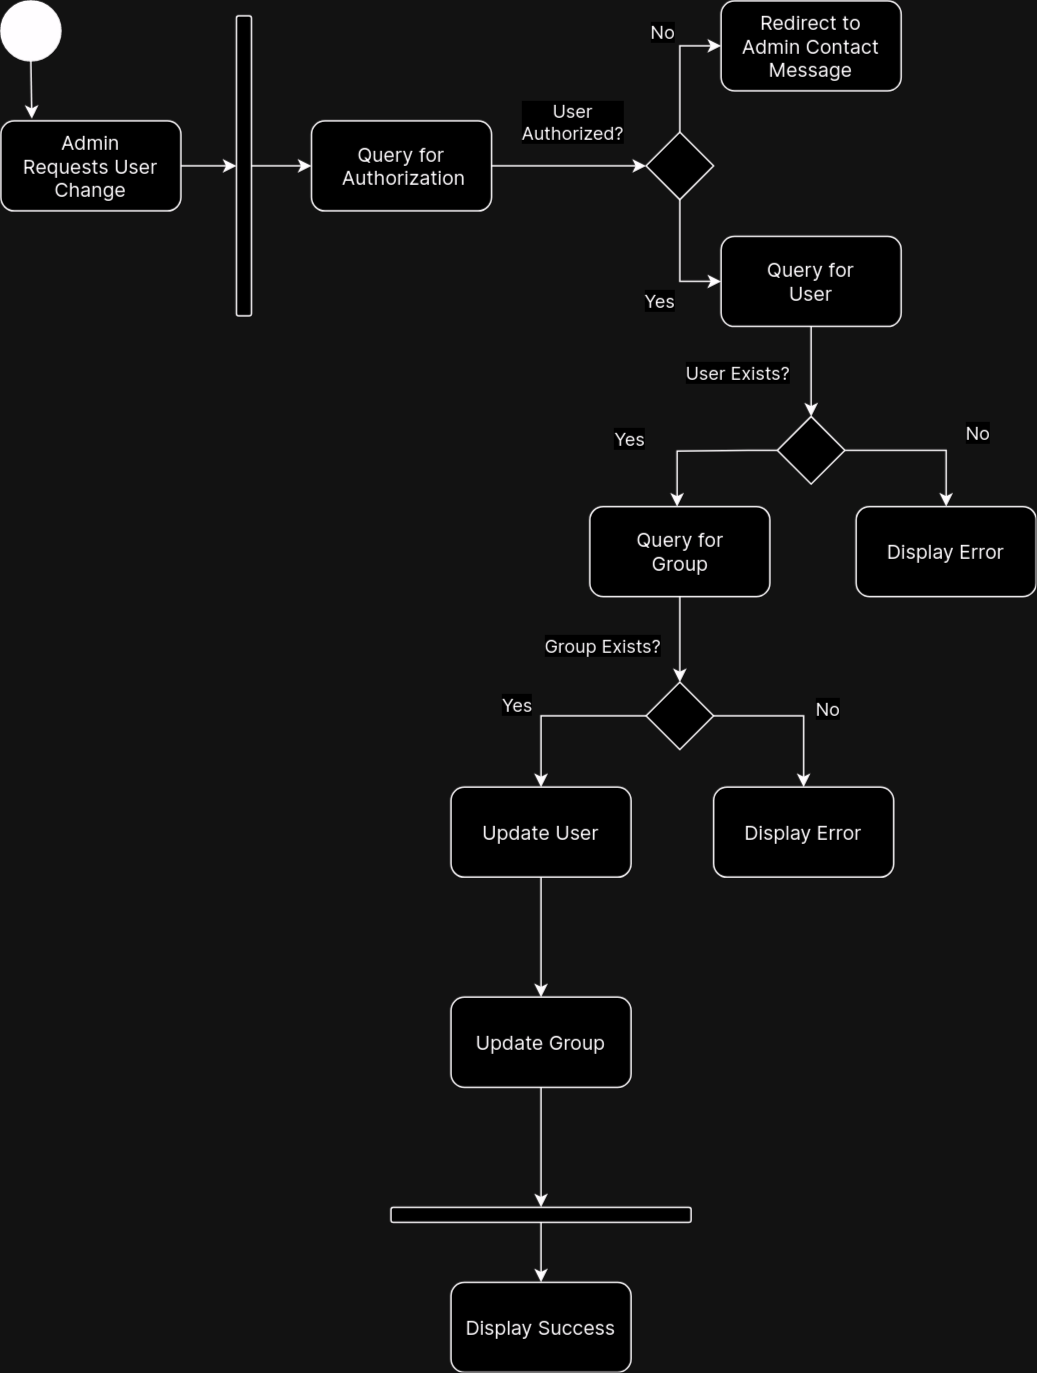 No
Redirect to
Admin Contact
Message
User
Authorized?
Admin
Requests User
Change
Query for
Authorization
Yes
Query for
User
User Exists?
Yes
No
Query for
Group
Display Error
Group Exists?
Yes
No
Update User
Display Error
Update Group
Display Success